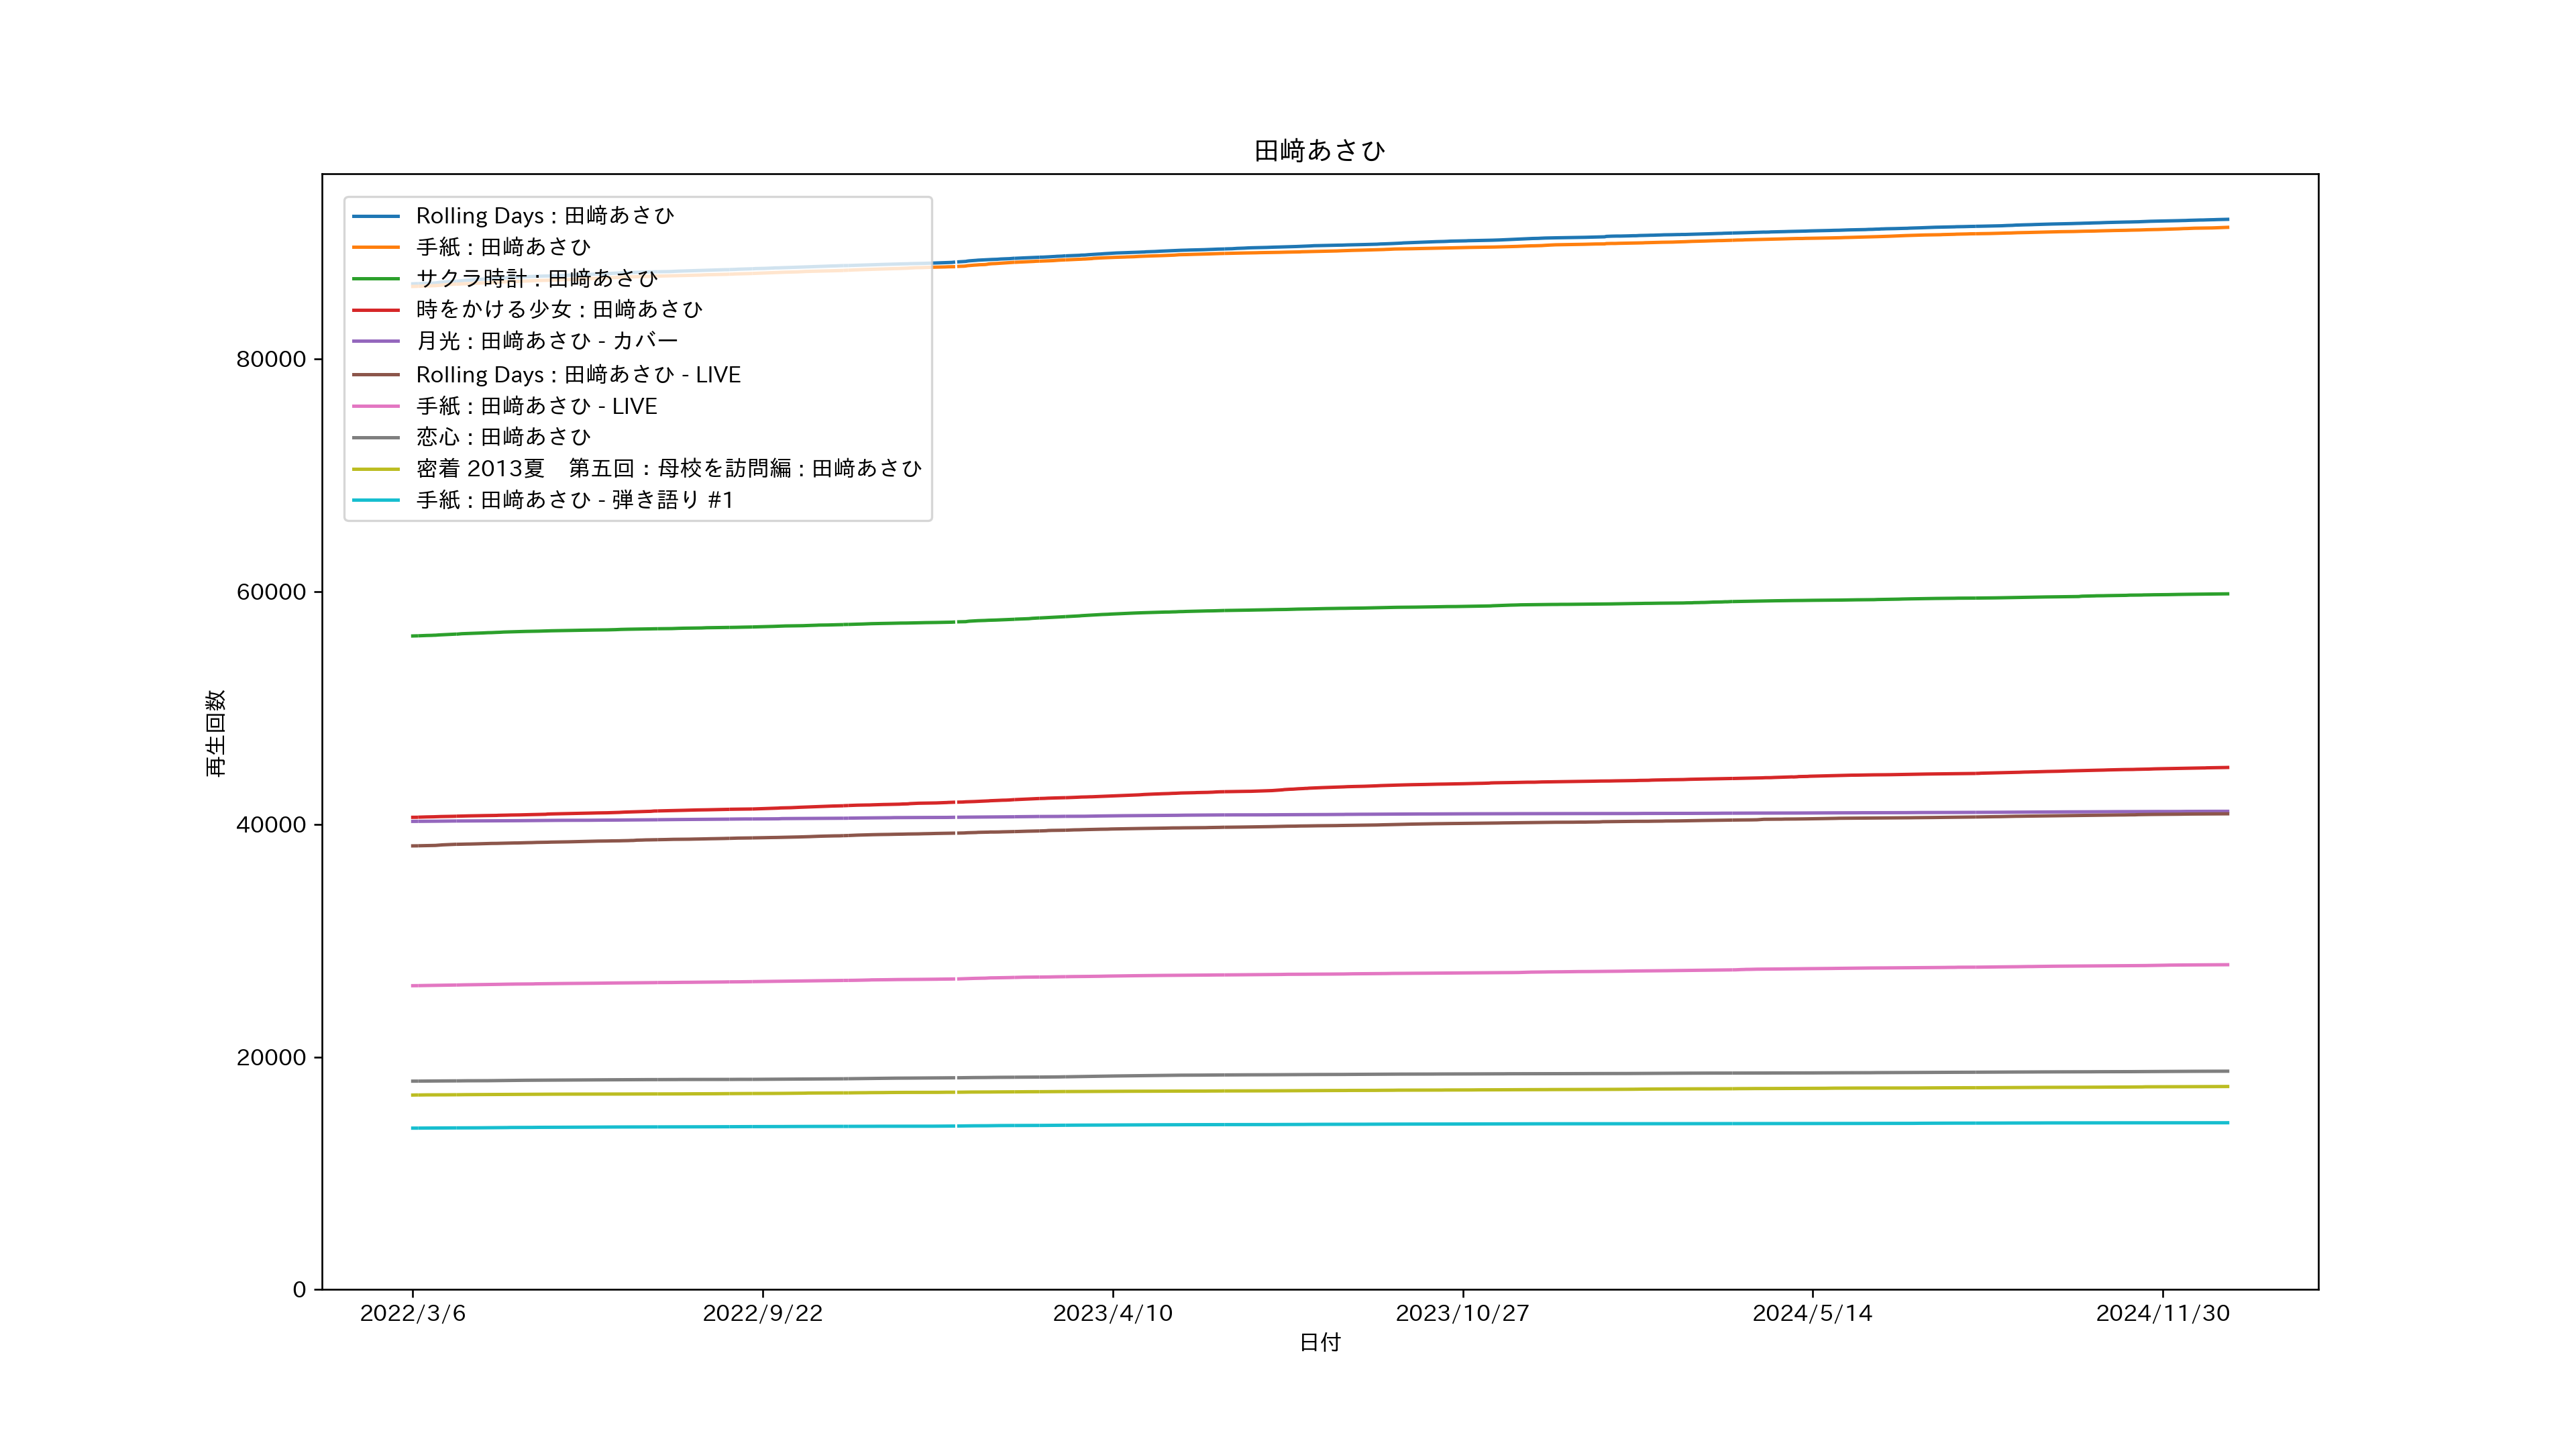 田﨑あさひ
Rolling Days : 田﨑あさひ
手紙 : 田﨑あさひ
サクラ時計 : 田﨑あさひ
時をかける少女 : 田﨑あさひ
月光 : 田﨑あさひ - カバー
Rolling Days : 田﨑あさひ - LIVE
手紙 : 田﨑あさひ - LIVE
恋心 : 田﨑あさひ
密着 2013夏　第五回：母校を訪問編 : 田﨑あさひ
手紙 : 田﨑あさひ - 弾き語り #1
再生回数
80000
60000
40000
20000
0
2022/3/6 2022/9/22 2023/4/10 2023/10/27 2024/5/14 2024/11/30
日付